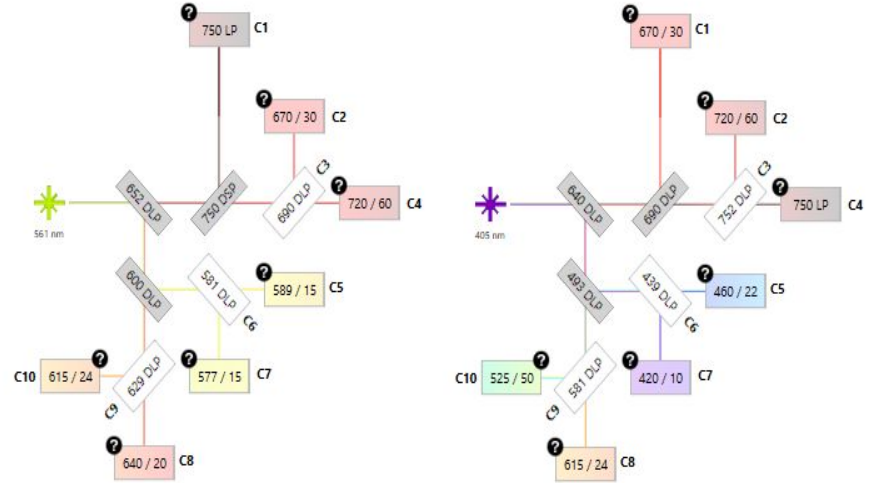 ?
750 LP C1
?
670 / 30 C2
C3
?
652 DLP
750 DSP
690 DLP
720 / 60 C4
561 nm
600 DLP
581 DLP
?
589 / 15 C5
C6
?
C10 615 / 24
629 DLP
?
577 / 15 C7
C9
?
640 / 20 C8
?
670 / 30 C1
?
720 / 60 C2
C3
?
640 DLP
690 DLP
752 DLP
750 LP C4
405 nm
493 DLP
439 DLP
?
460 / 22 C5
C6
?
C10 525 / 50
581 DLP
?
420 / 10 C7
C9
?
615 / 24 C8